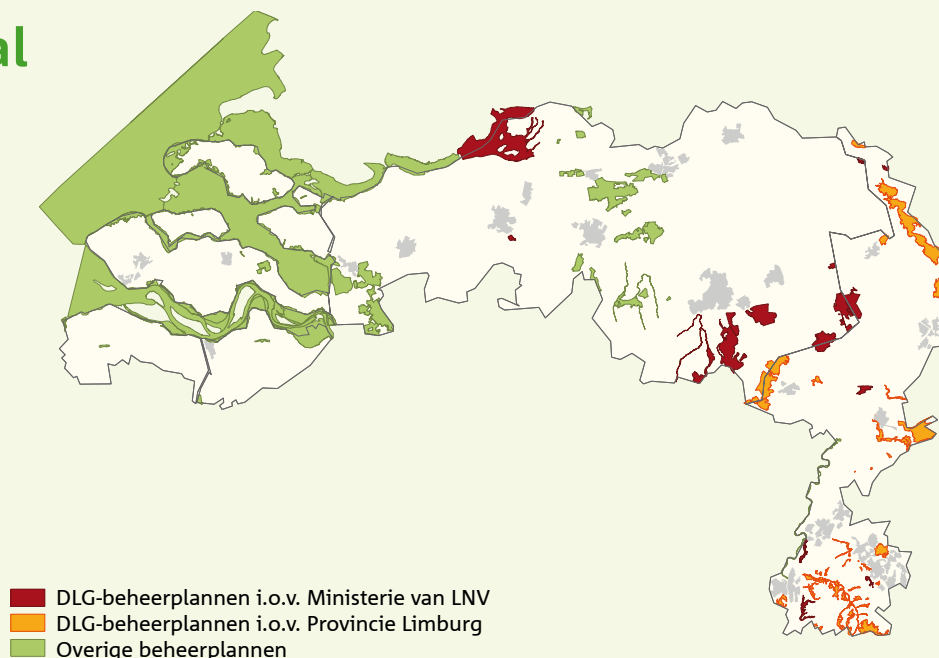 al
DLG-beheerplannen i.o.v. Ministerie van LNV
DLG-beheerplannen i.o.v. Provincie Limburg
Overige beheerplannen